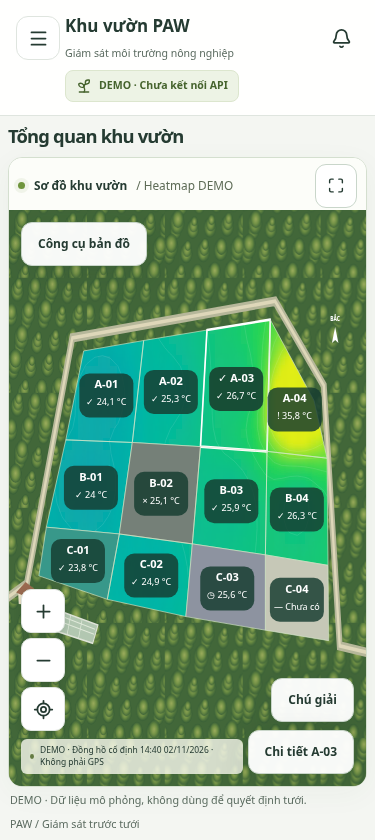 Khu vườn PAW
Giám sát môi trường nông nghiệp
DEMO · Chưa kết nối API
Tổng quan khu vườn
Sơ đồ khu vườn / Heatmap DEMO
Công cụ bản đồ
BẮC
A-01
✓ 24,1 °C
A-02
✓ 25,3 °C
✓ A-03
✓ 26,7 °C
A-04
! 35,8 °C
B-01
✓ 24 °C
B-02
× 25,1 °C
B-03
✓ 25,9 °C
B-04
✓ 26,3 °C
C-01
✓ 23,8 °C
C-02
✓ 24,9 °C
C-03
◷ 25,6 °C
C-04
— Chưa có
+
−
Chú giải
DEMO · Đồng hồ cố định 14:40 02/11/2026 ·
Không phải GPS
Chi tiết A-03
DEMO · Dữ liệu mô phỏng, không dùng để quyết định tưới.
PAW / Giám sát trước tưới